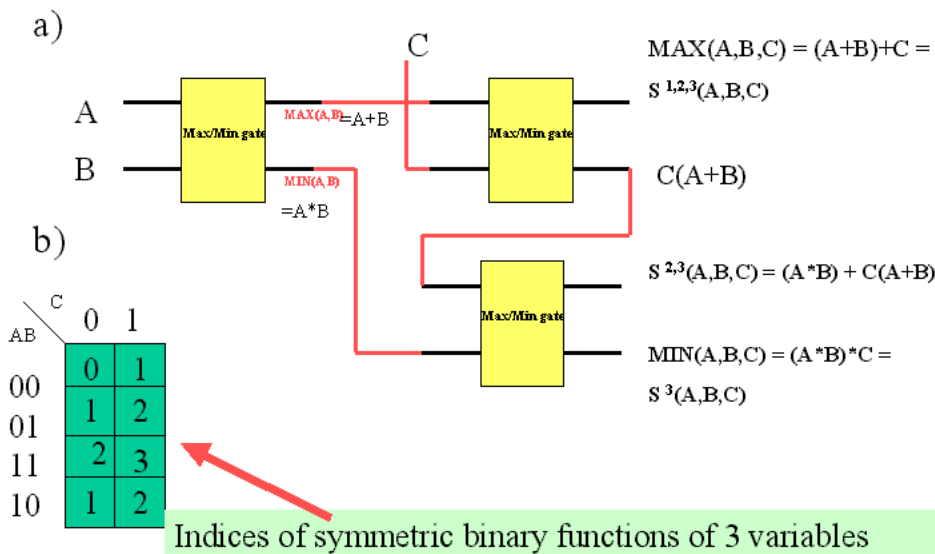 a)
C
MAX(A,B,C) = (A+B)+C =
S 1,2,3(A,B,C)
A
Max/Min gate
MAX(A,B)
=A+B
Max/Min gate
B
MIN(A,B)
=A*B
C(A+B)
b)
S 2,3(A,B,C) = (A*B) + C(A+B)
Max/Min gate
MIN(A,B,C) = (A*B)*C =
S 3(A,B,C)
C
AB
0 1
00 0 1
01 1 2
11 2 3
10 1 2
Indices of symmetric binary functions of 3 variables